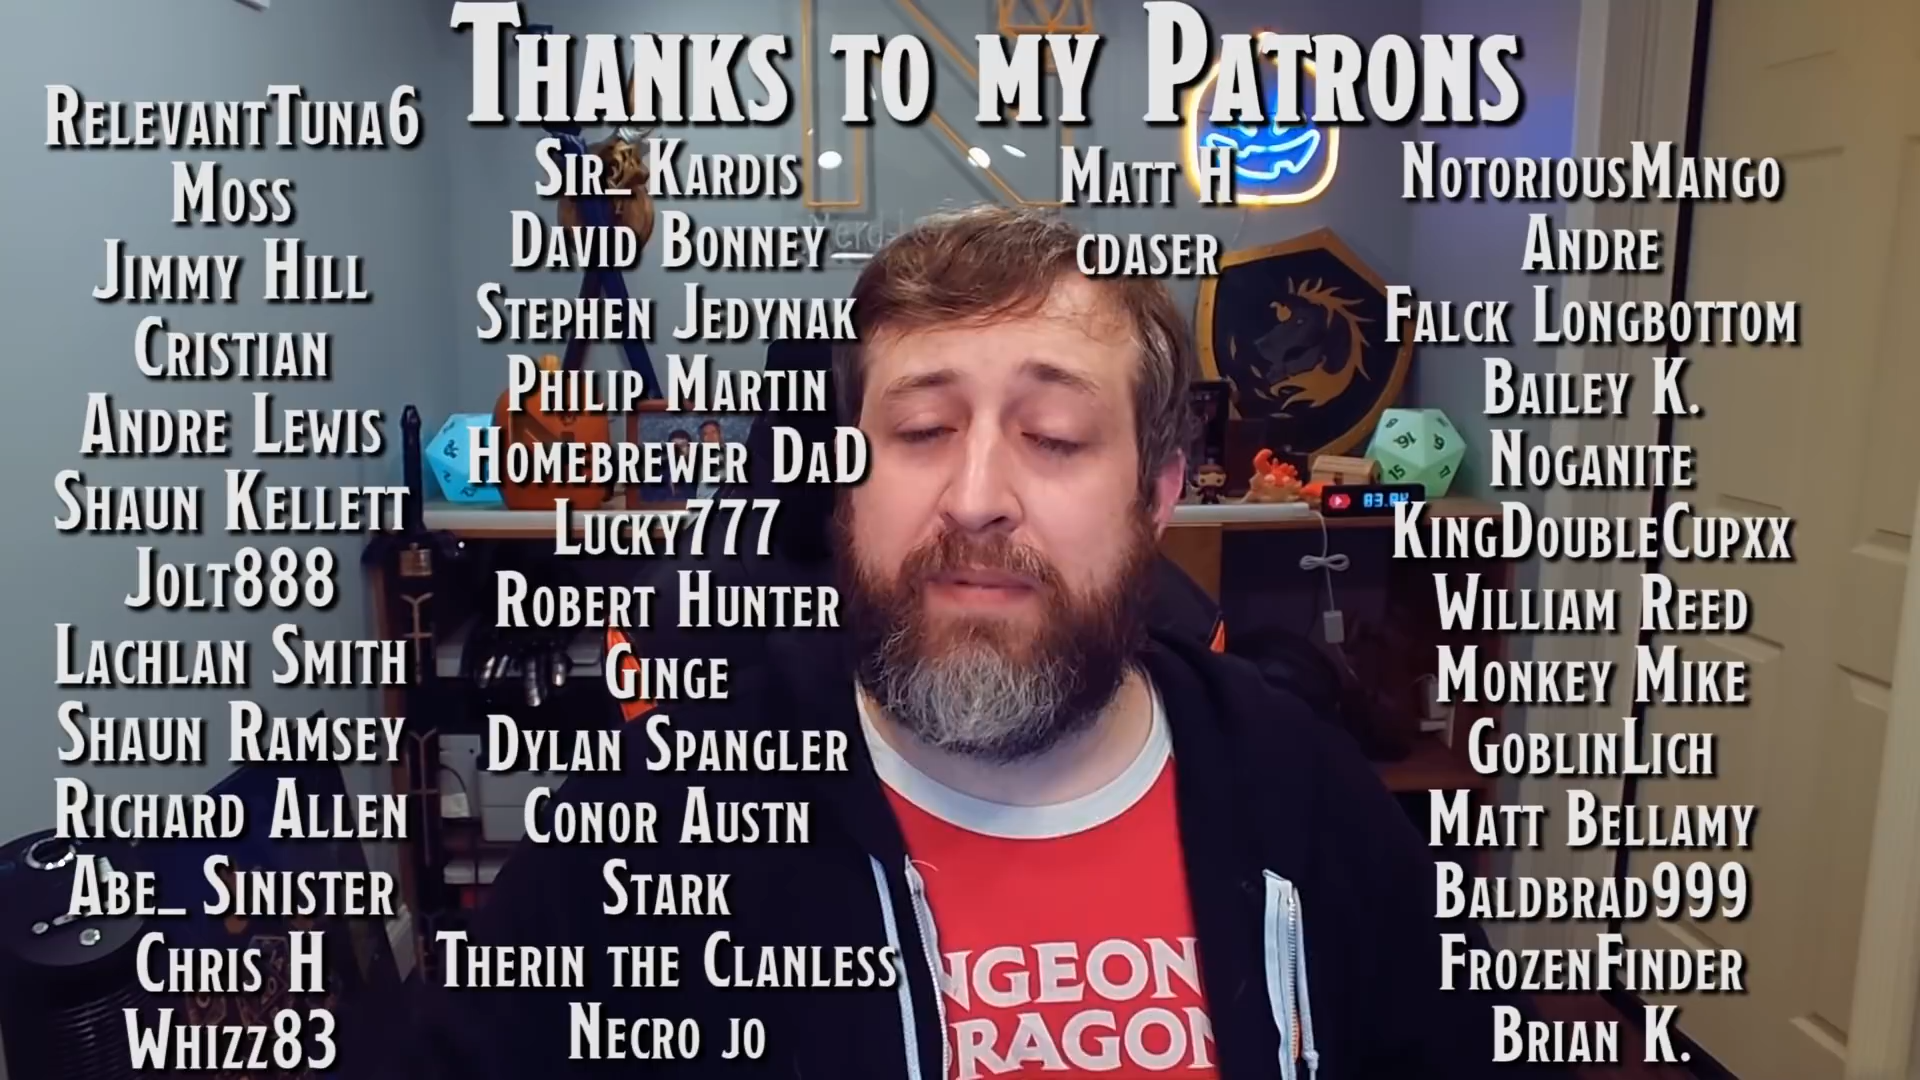 Thanks to my Patrons
RelevantTuna6
Moss
Jimmy Hill
Cristian
Andre Lewis
Shaun Kellett
Jolt888
Lachlan Smith
Shaun Ramsey
Richard Allen
Abe_ Sinister
Chris H
Whizz83
Sir_ Kardis
David Bonney
Stephen Jedynak
Philip Martin
Homebrewer DaD
Lucky777
Robert Hunter
Ginge
Dylan Spangler
Conor Austn
Stark
Therin the Clanless
Necro jo
Matt H
cdaser
NotoriousMango
Andre
Falck Longbottom
Bailey K.
Noganite
KingDoubleCupxx
William Reed
Monkey Mike
GoblinLich
Matt Bellamy
Baldbrad999
FrozenFinder
Brian K.
NGEON
RAGON